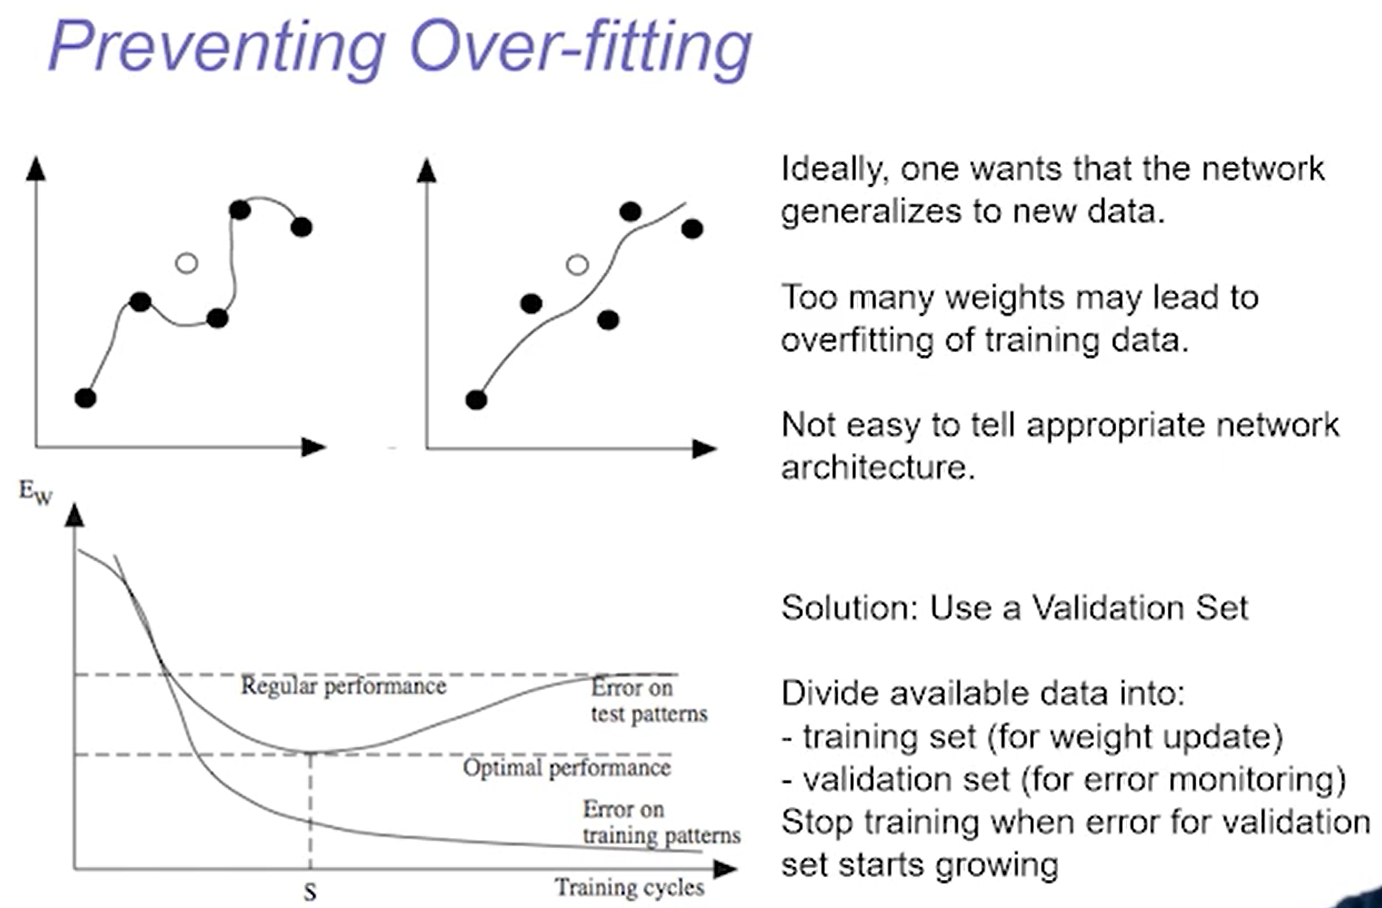 Preventing Over-fitting
Ideally, one wants that the network
generalizes to new data.
Too many weights may lead to
overfitting of training data.
Not easy to tell appropriate network
architecture.
E_W
Regular performance
Error on
test patterns
Optimal performance
Error on
training patterns
S
Training cycles
Solution: Use a Validation Set
Divide available data into:
- training set (for weight update)
- validation set (for error monitoring)
Stop training when error for validation
set starts growing